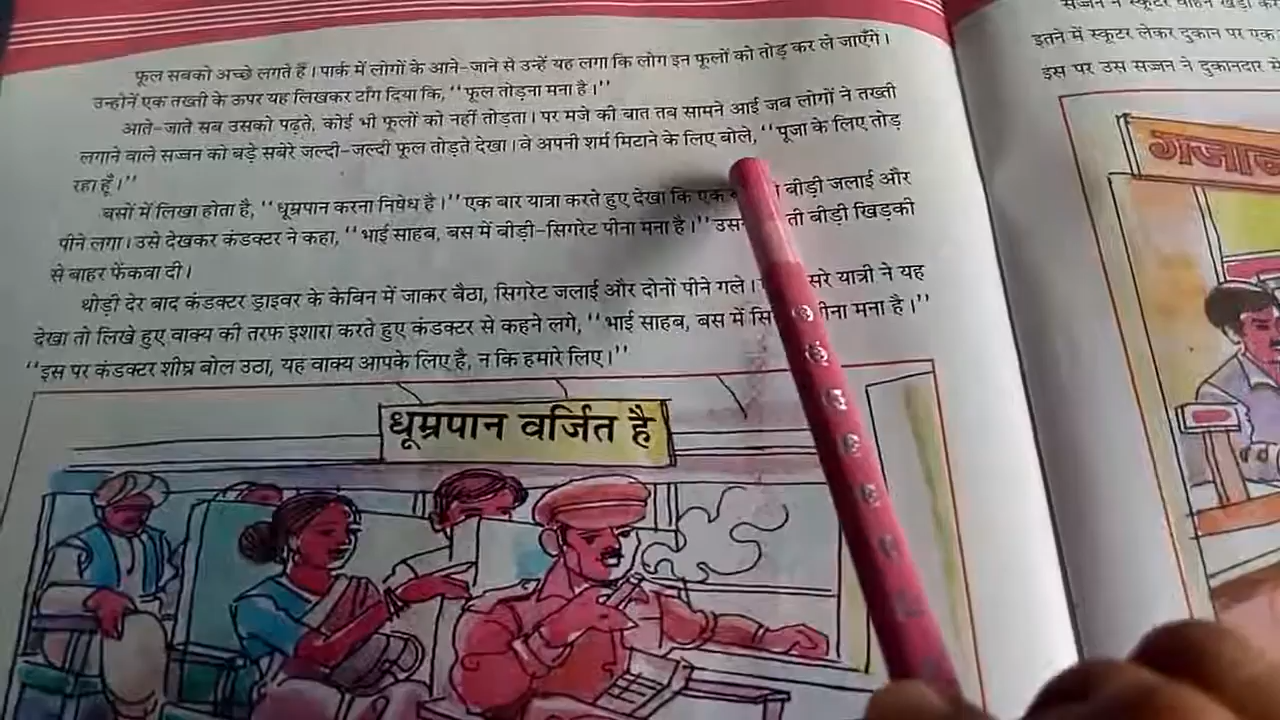 फूल सबको अच्छे लगते हैं। पार्क में लोगों के आने-जाने से उन्हें यह लगा कि लोग इन फूलों को तोड़ कर ले जाएँगे।
उन्होनें एक तख्ती के ऊपर यह लिखकर टाँग दिया कि, ‘‘फूल तोड़ना मना है।’’
आते-जाते सब उसको पढ़ते, कोई भी फूलों को नहीं तोड़ता। पर मजे की बात तब सामने आई जब लोगों ने तख्ती
लगाने वाले सज्जन को बड़े सबेरे जल्दी-जल्दी फूल तोड़ते देखा। वे अपनी शर्म मिटाने के लिए बोले, ‘‘पूजा के लिए तोड़
रहा हूँ।’’
बसों में लिखा होता है, ‘‘धूम्रपान करना निषेध है।’’ एक बार यात्रा करते हुए देखा कि एक बीड़ी जलाई और
पीने लगा। उसे देखकर कंडक्टर ने कहा, ‘‘भाई साहब, बस में बीड़ी-सिगरेट पीना मना है।’’ बीड़ी खिड़की
से बाहर फेंकवा दी।
थोड़ी देर बाद कंडक्टर ड्राइवर के केबिन में जाकर बैठा, सिगरेट जलाई और दोनों पीने गले। यात्री ने यह
देखा तो लिखे हुए वाक्य की तरफ इशारा करते हुए कंडक्टर से कहने लगे, ‘‘भाई साहब, बस में मना है।’’
‘‘इस पर कंडक्टर शीघ्र बोल उठा, यह वाक्य आपके लिए है, न कि हमारे लिए।’’
धूम्रपान वर्जित है
इतने में स्कूटर लेकर दुकान पर एक
इस पर उस सज्जन ने दुकानदार से